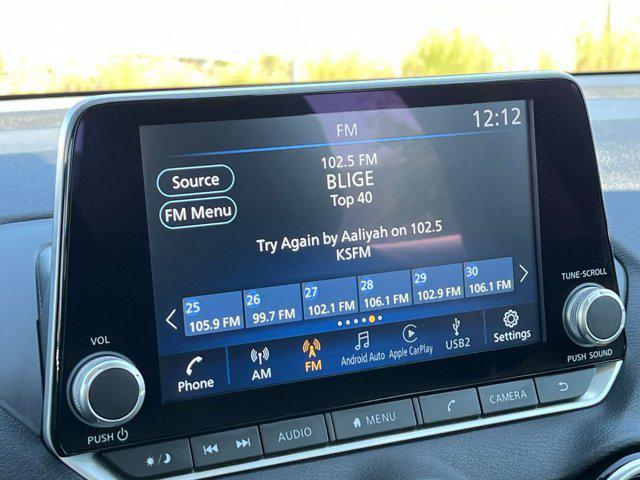 FM
12:12
102.5 FM
BLIGE
Top 40
Source
FM Menu
Try Again by Aaliyah on 102.5
KSFM
25
105.9 FM
26
99.7 FM
27
102.1 FM
28
106.1 FM
29
102.9 FM
30
106.1 FM
Phone
AM
FM
Android Auto
Apple CarPlay
USB2
Settings
VOL
PUSH
TUNE·SCROLL
PUSH SOUND
AUDIO
MENU
CAMERA